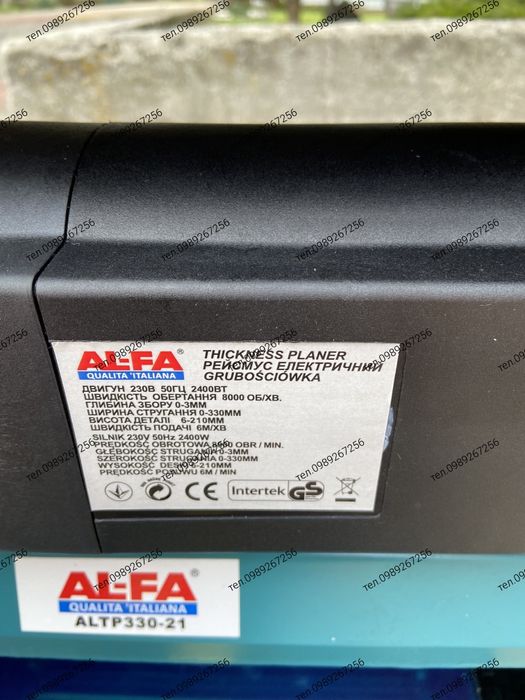 AL-FA®
QUALITA 'ITALIANA
THICKNESS PLANER
РЕЙСМУС ЕЛЕКТРИЧНИЙ
GRUBOŚCIÓWKA
ДВИГУН 230В 50ГЦ 2400ВТ
ШВИДКІСТЬ ОБЕРТАННЯ 8000 ОБ/ХВ.
ГЛИБИНА ЗБОРУ 0-3ММ
ШИРИНА СТРУГАННЯ 0-330ММ
ВИСОТА ДЕТАЛІ 6-210ММ
ШВИДКІСТЬ ПОДАЧІ 6М/ХВ
SILNIK 230V 50Hz 2400W
PRĘDKOŚĆ OBROTOWA 8000 OBR / MIN.
GŁĘBOKOŚĆ STRUGANIA 0-3MM
SZEROKOŚĆ STRUGANIA 0-330MM
WYSOKOŚĆ DESKI 6-210MM
PRĘDKOŚĆ POSUWU 6M / MIN
CE Intertek GS
AL-FA®
QUALITA 'ITALIANA
ALTP330-21
тел.0989267256